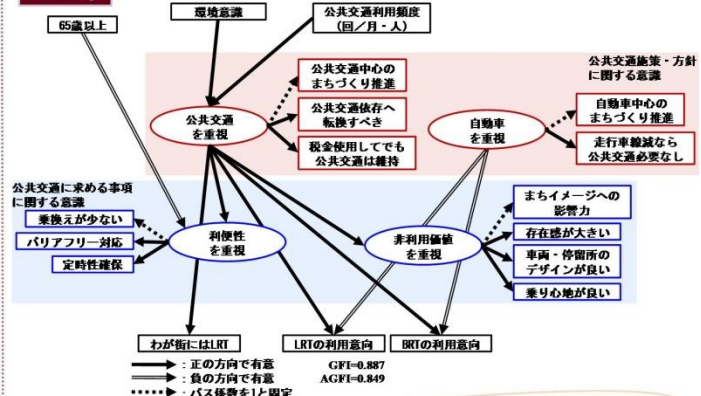 65歳以上
環境意識
公共交通利用頻度
(回/月・人)
公共交通施策・方針
に関する意識
公共交通中心の
まちづくり推進
公共交通依存へ
転換すべき
税金使用してでも
公共交通は維持
公共交通
を重視
自動車
を重視
自動車中心の
まちづくり推進
走行車線減なら
公共交通必要なし
公共交通に求める事項
に関する意識
乗換えが少ない
バリアフリー対応
定時性確保
利便性
を重視
非利用価値
を重視
まちイメージへの
影響力
存在感が大きい
車両・停留所の
デザインが良い
乗り心地が良い
わが街にはLRT
LRTの利用意向
BRTの利用意向
:正の方向で有意
GFI=0.887
:負の方向で有意
AGFI=0.849
:パス係数を1と固定